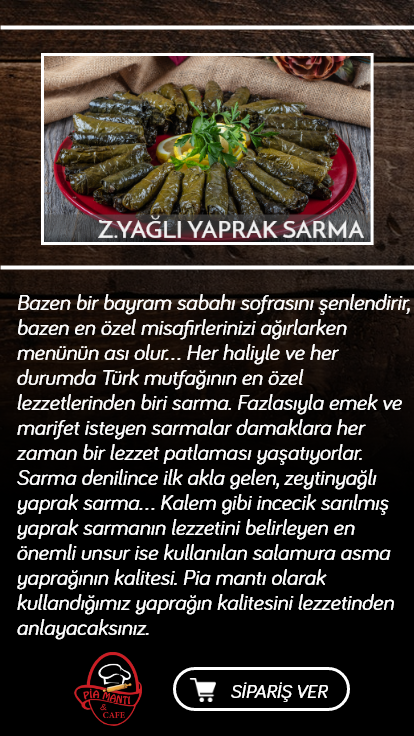 Z.YAĞLI YAPRAK SARMA
Bazen bir bayram sabahı sofrasını şenlendirir,
bazen en özel misafirlerinizi ağırlarken
menünün ası olur... Her haliyle ve her
durumda Türk mutfağının en özel
lezzetlerinden biri sarma. Fazlasıyla emek ve
marifet isteyen sarmalar damaklara her
zaman bir lezzet patlaması yaşatıyorlar.
Sarma denilince ilk akla gelen, zeytinyağlı
yaprak sarma... Kalem gibi incecik sarılmış
yaprak sarmanın lezzetini belirleyen en
önemli unsur ise kullanılan salamura asma
yaprağının kalitesi. Pia mantı olarak
kullandığımız yaprağın kalitesini lezzetinden
anlayacaksınız.
PİA MANTI
&
CAFE
SİPARİŞ VER